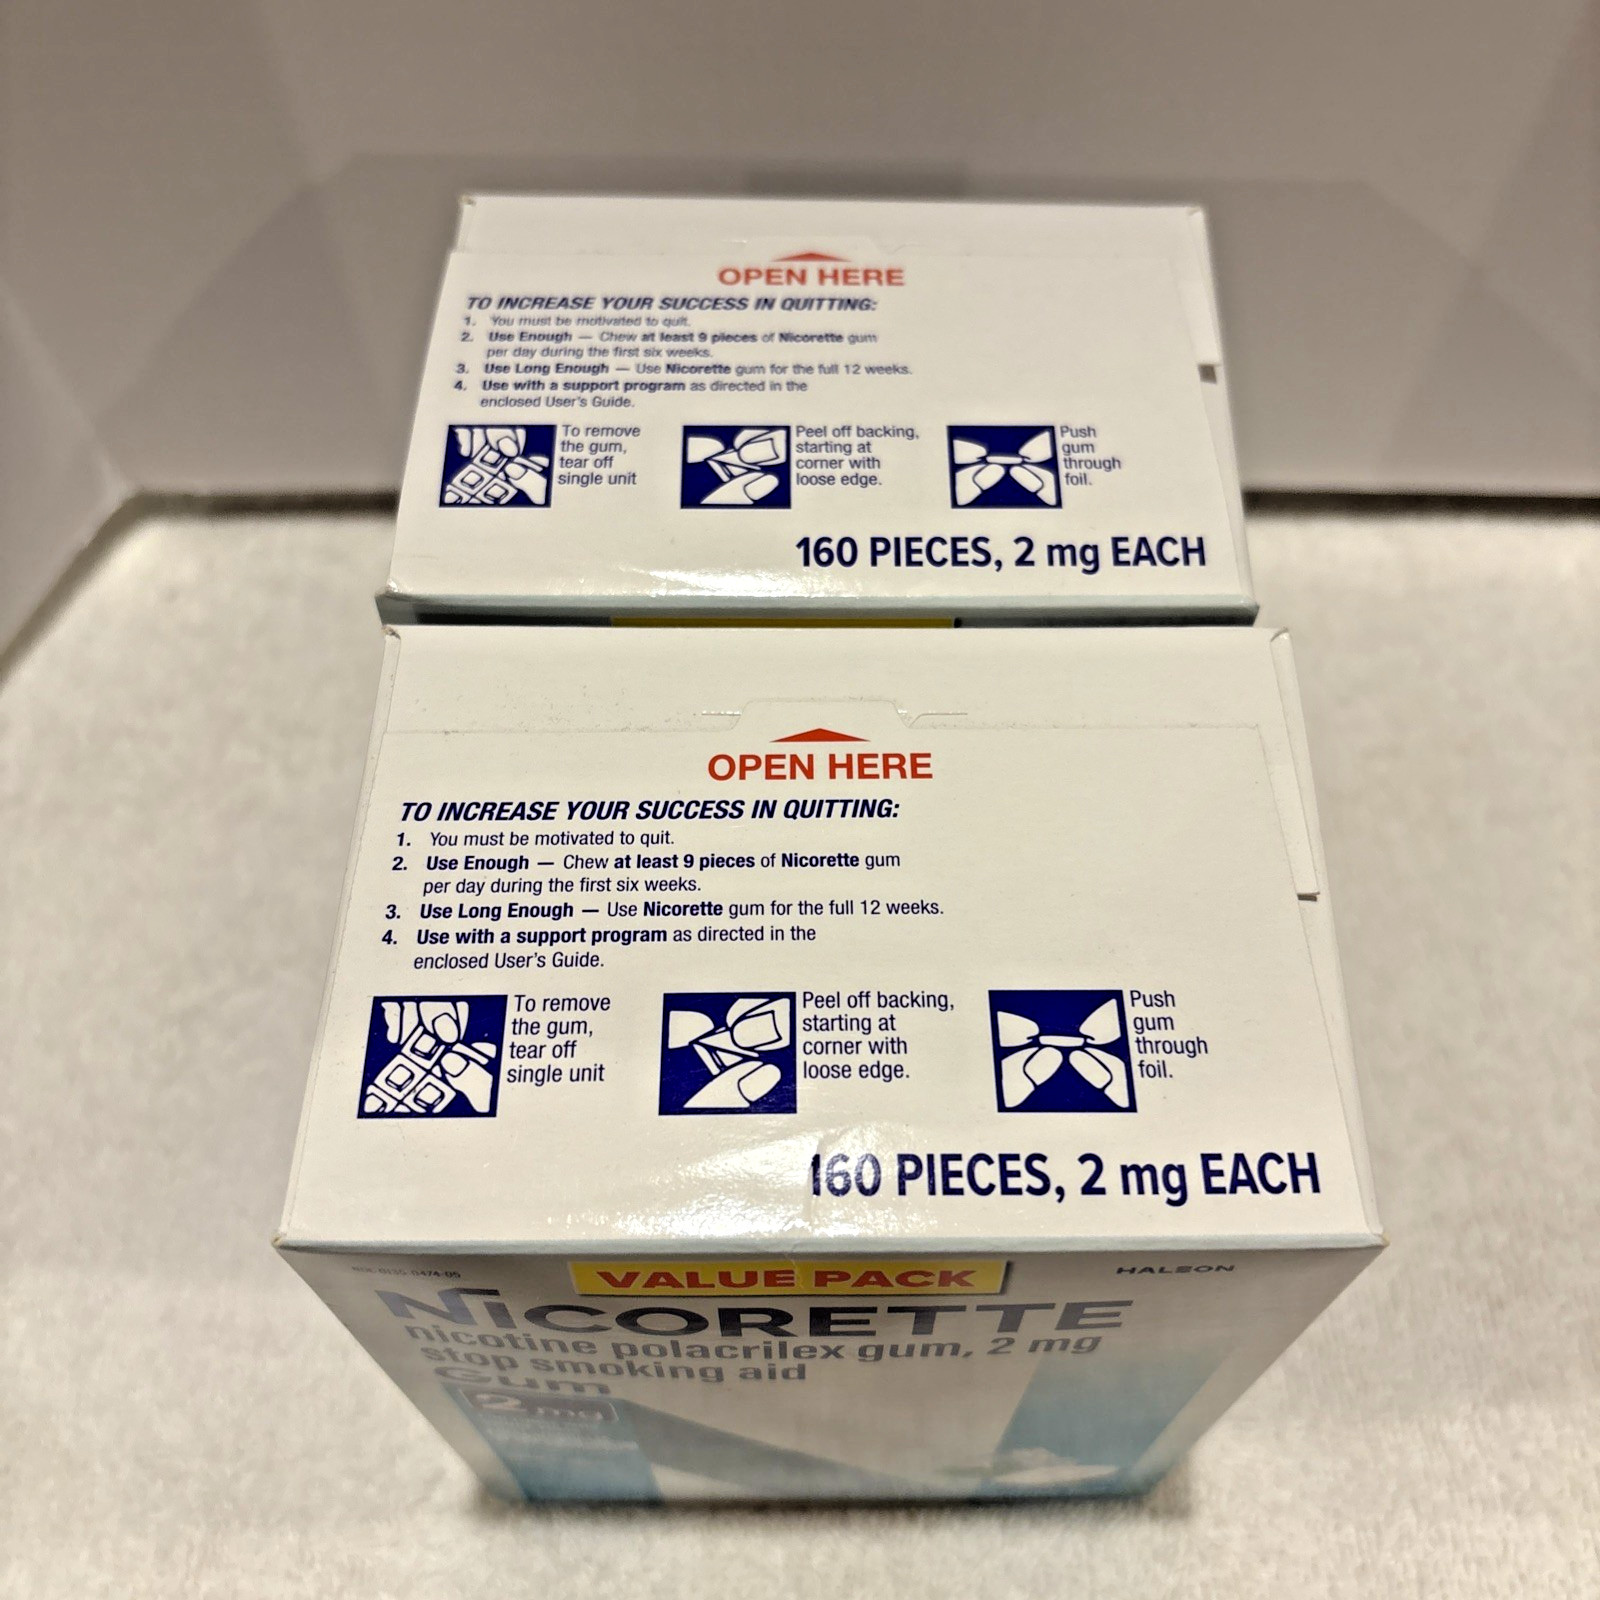 OPEN HERE
TO INCREASE YOUR SUCCESS IN QUITTING:
1. You must be motivated to quit.
2. Use Enough — Chew at least 9 pieces of Nicorette gum
per day during the first six weeks.
3. Use Long Enough — Use Nicorette gum for the full 12 weeks.
4. Use with a support program as directed in the
enclosed User's Guide.
To remove
the gum,
tear off
single unit
Peel off backing,
starting at
corner with
loose edge.
Push
gum
through
foil.
160 PIECES, 2 mg EACH
OPEN HERE
TO INCREASE YOUR SUCCESS IN QUITTING:
1. You must be motivated to quit.
2. Use Enough — Chew at least 9 pieces of Nicorette gum
per day during the first six weeks.
3. Use Long Enough — Use Nicorette gum for the full 12 weeks.
4. Use with a support program as directed in the
enclosed User's Guide.
To remove
the gum,
tear off
single unit
Peel off backing,
starting at
corner with
loose edge.
Push
gum
through
foil.
160 PIECES, 2 mg EACH
VALUE PACK
HALEON
NICORETTE
nicotine polacrilex gum, 2 mg
stop smoking aid
Gum
2 mg